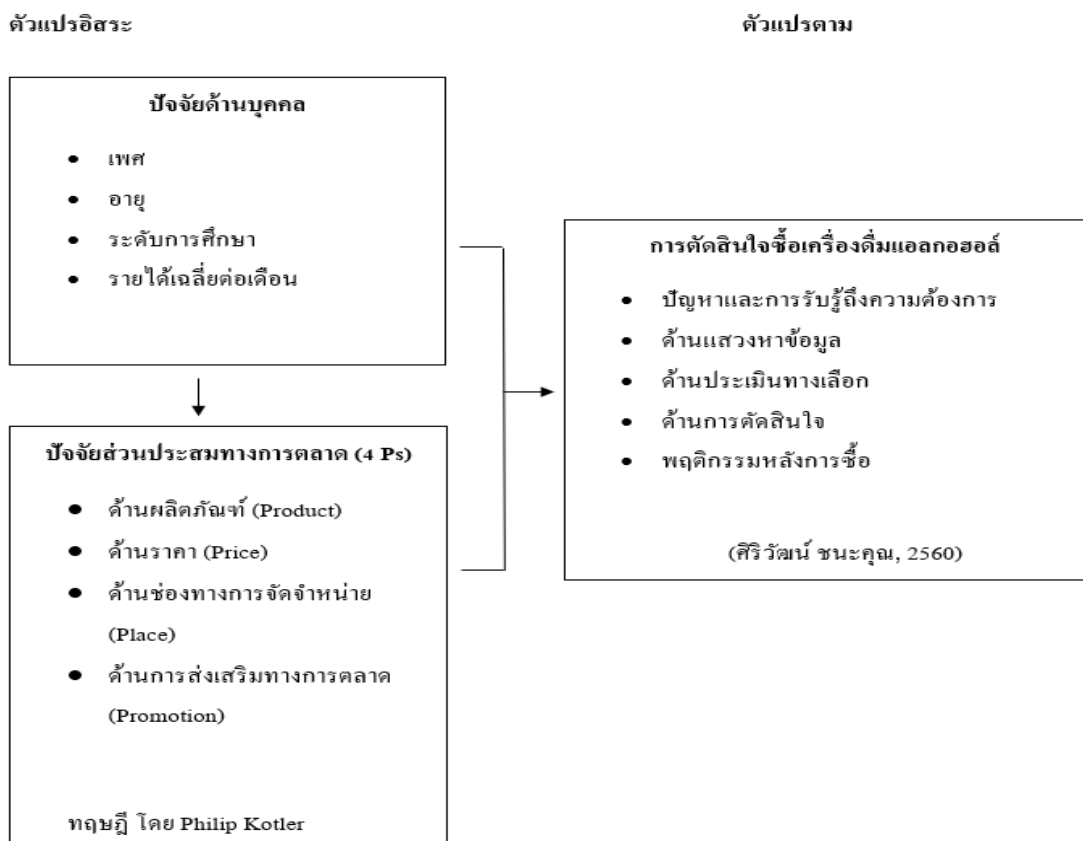 ตัวแปรอิสระ
ตัวแปรตาม
ปัจจัยด้านบุคคล
• เพศ
• อายุ
• ระดับการศึกษา
• รายได้เฉลี่ยต่อเดือน
ปัจจัยส่วนประสมทางการตลาด (4 Ps)
• ด้านผลิตภัณฑ์ (Product)
• ด้านราคา (Price)
• ด้านช่องทางการจัดจำหน่าย
(Place)
• ด้านการส่งเสริมทางการตลาด
(Promotion)
ทฤษฎี โดย Philip Kotler
การตัดสินใจซื้อเครื่องดื่มแอลกอฮอล์
• ปัญหาและการรับรู้ถึงความต้องการ
• ด้านแสวงหาข้อมูล
• ด้านประเมินทางเลือก
• ด้านการตัดสินใจ
• พฤติกรรมหลังการซื้อ
(ศิริวัฒน์ ชนะคุณ, 2560)